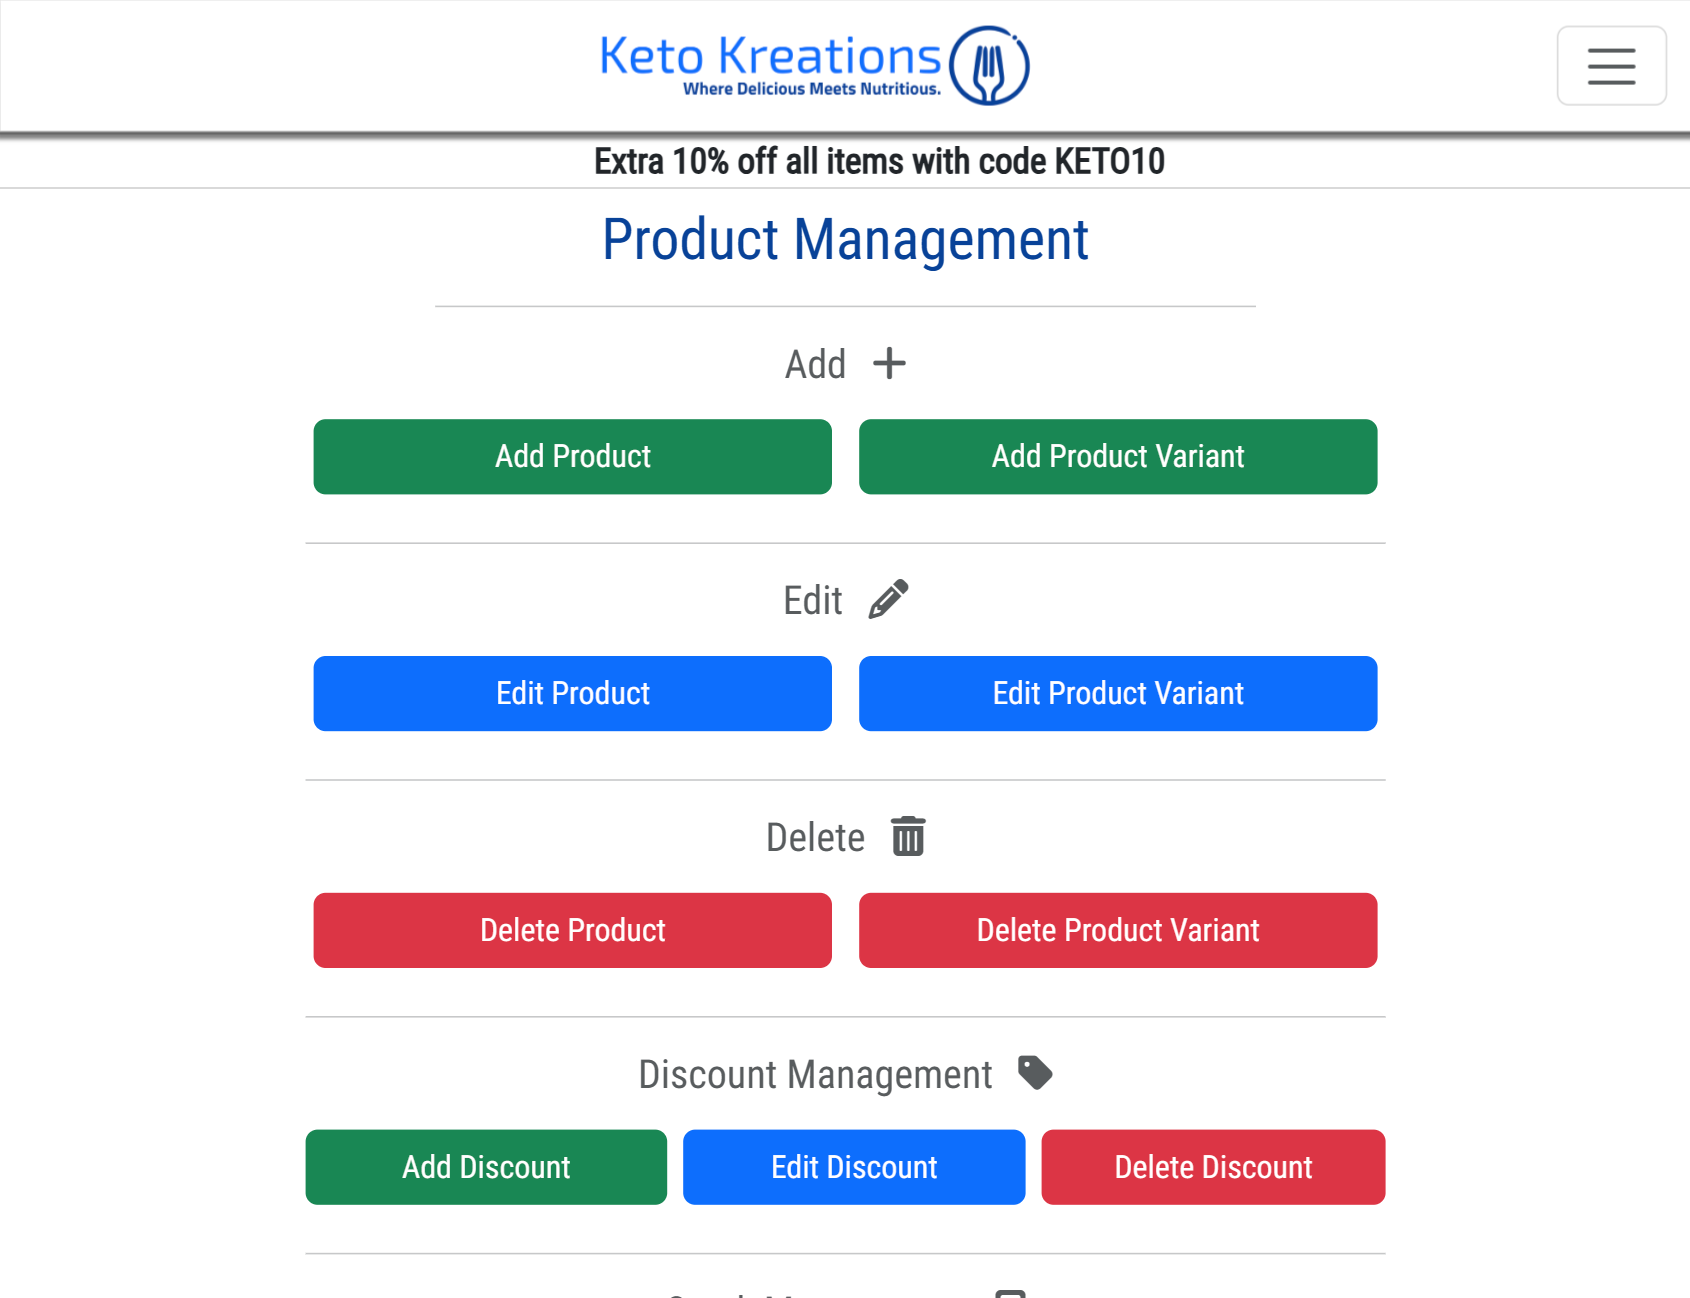 Keto Kreations
Where Delicious Meets Nutritious.
Extra 10% off all items with code KETO10
Product Management
Add
Add Product
Add Product Variant
Edit
Edit Product
Edit Product Variant
Delete
Delete Product
Delete Product Variant
Discount Management
Add Discount
Edit Discount
Delete Discount